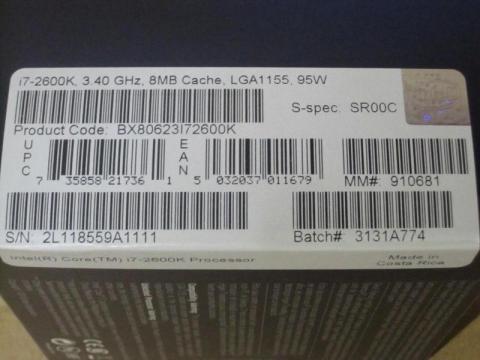 i7-2600K, 3.40 GHz, 8MB Cache, LGA1155, 95W
S-spec: SR00C
Product Code: BX80623I72600K
UPC
EAN
7 35858 21736 1
5 032037 011679
MM#: 910681
S/N: 2L118559A1111
Batch# 3131A774
Intel(R) Core(TM) i7-2600K Processor
Made in
Costa Rica